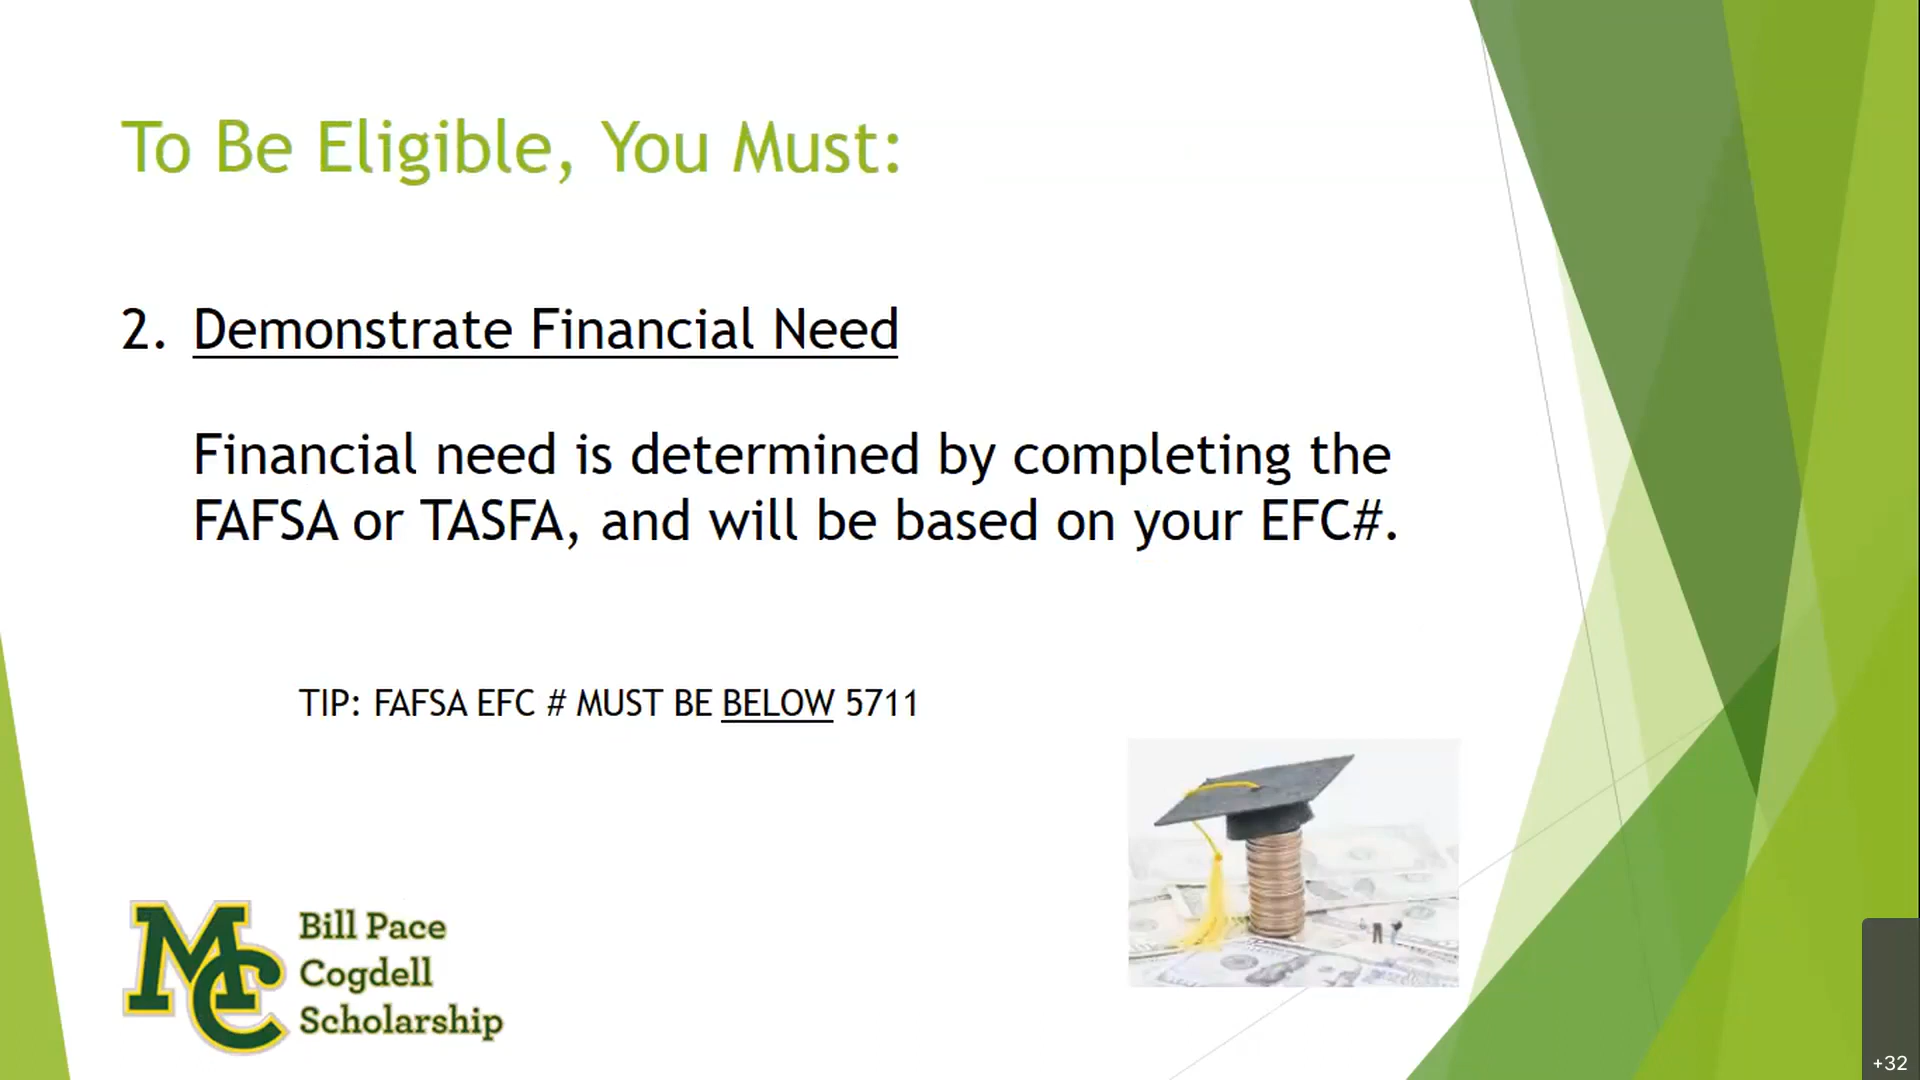 To Be Eligible, You Must:
2. Demonstrate Financial Need
Financial need is determined by completing the
FAFSA or TASFA, and will be based on your EFC#.
TIP: FAFSA EFC # MUST BE BELOW 5711
MC
Bill Pace
Cogdell
Scholarship
+32